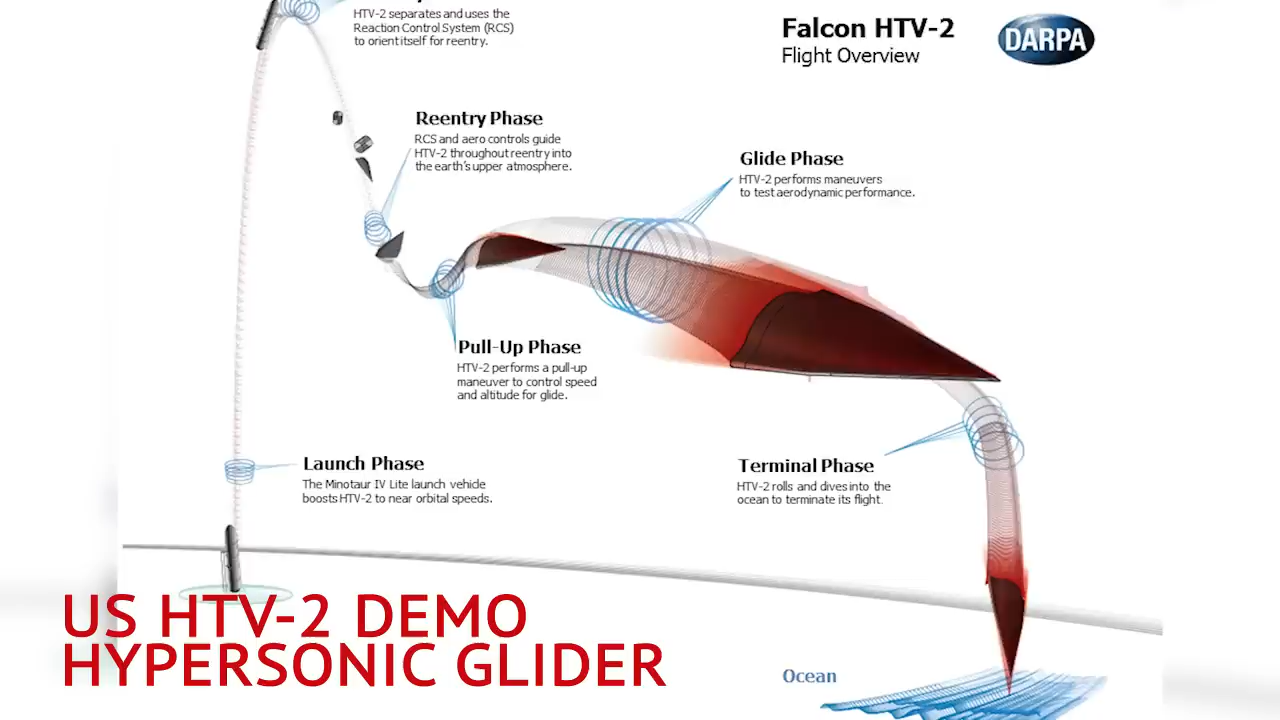 HTV-2 separates and uses the
Reaction Control System (RCS)
to orient itself for reentry.
Falcon HTV-2
Flight Overview
DARPA
Reentry Phase
RCS and aero controls guide
HTV-2 throughout reentry into
the earth's upper atmosphere.
Glide Phase
HTV-2 performs maneuvers
to test aerodynamic performance.
Pull-Up Phase
HTV-2 performs a pull-up
maneuver to control speed
and altitude for glide.
Launch Phase
The Minotaur IV Lite launch vehicle
boosts HTV-2 to near orbital speeds.
Terminal Phase
HTV-2 rolls and dives into the
ocean to terminate its flight.
US HTV-2 DEMO
HYPERSONIC GLIDER
Ocean